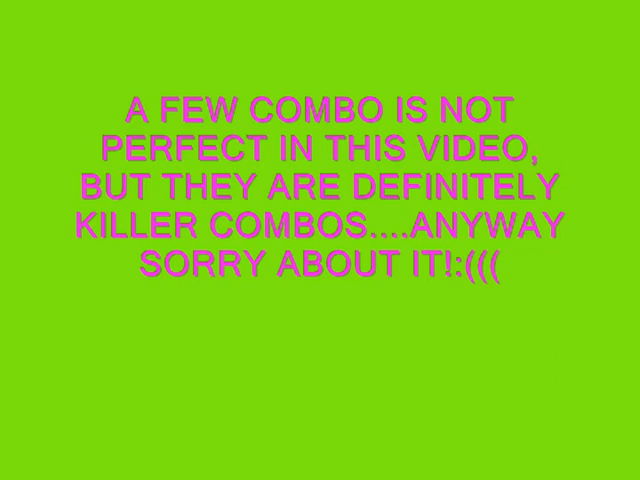 A FEW COMBO IS NOT
PERFECT IN THIS VIDEO,
BUT THEY ARE DEFINITELY
KILLER COMBOS....ANYWAY
SORRY ABOUT IT!:(((